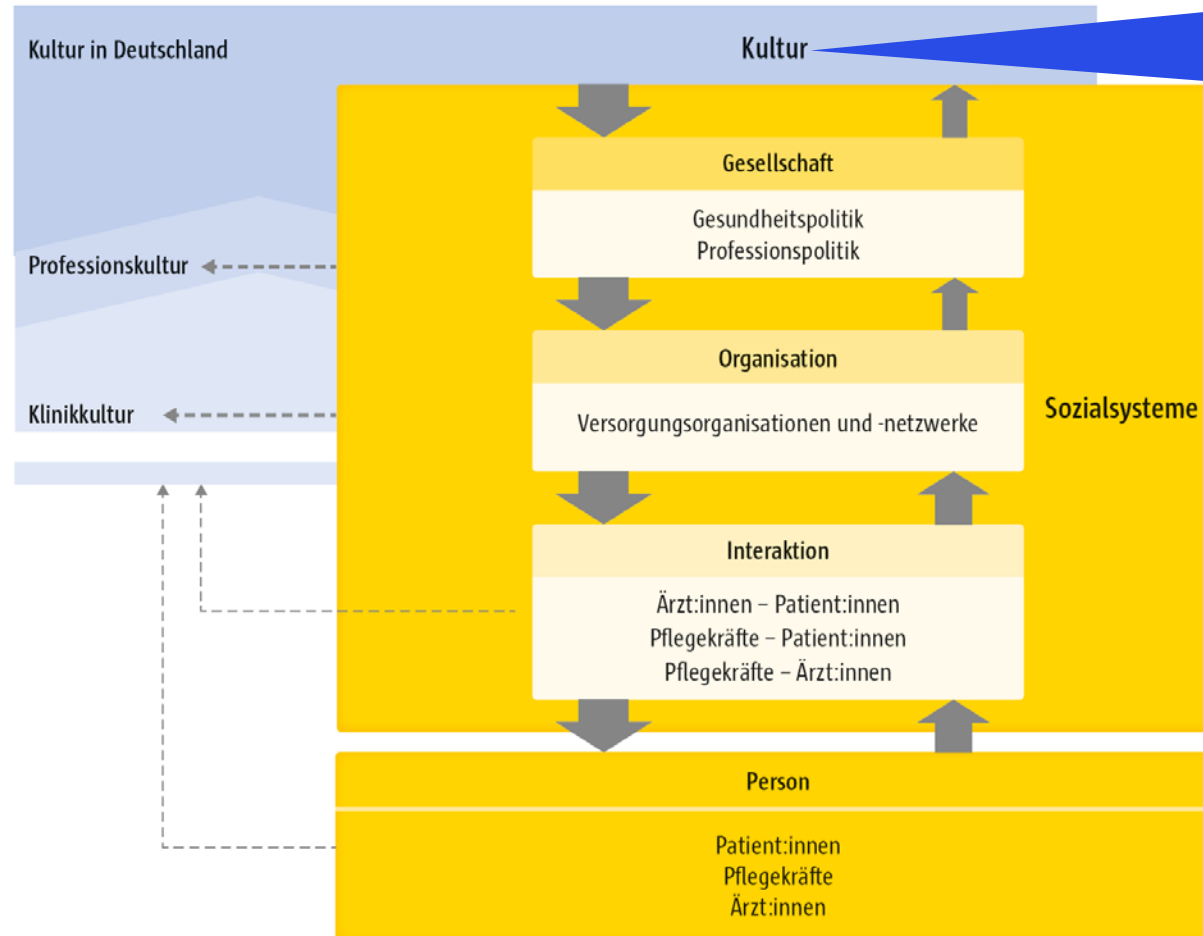 Kultur in Deutschland
Kultur
Gesellschaft
Gesundheitspolitik
Professionspolitik
Professionskultur
Organisation
Versorgungsorganisationen und -netzwerke
Klinikkultur
Sozialsysteme
Interaktion
Ärzt:innen – Patient:innen
Pflegekräfte – Patient:innen
Pflegekräfte – Ärzt:innen
Person
Patient:innen
Pflegekräfte
Ärzt:innen